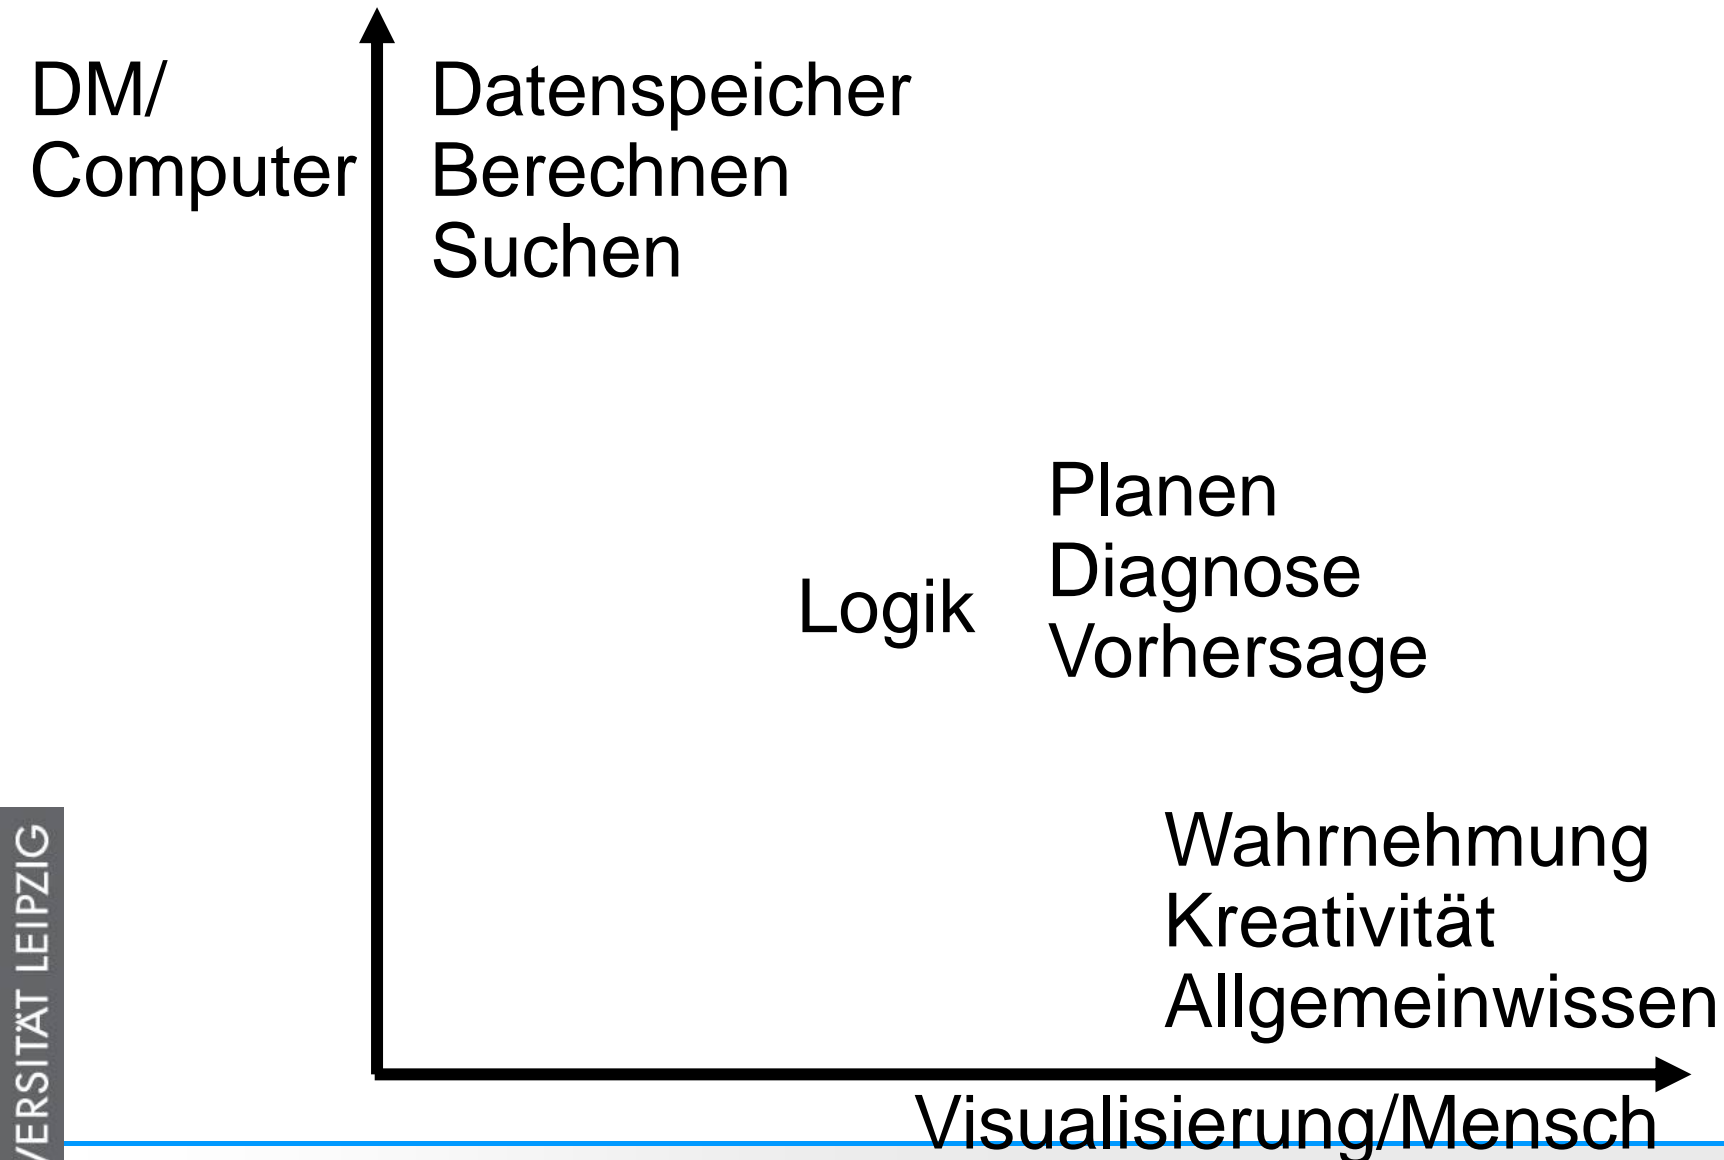 DM/
Computer
Datenspeicher
Berechnen
Suchen
Logik
Planen
Diagnose
Vorhersage
Wahrnehmung
Kreativität
Allgemeinwissen
Visualisierung/Mensch
VERSITÄT LEIPZIG